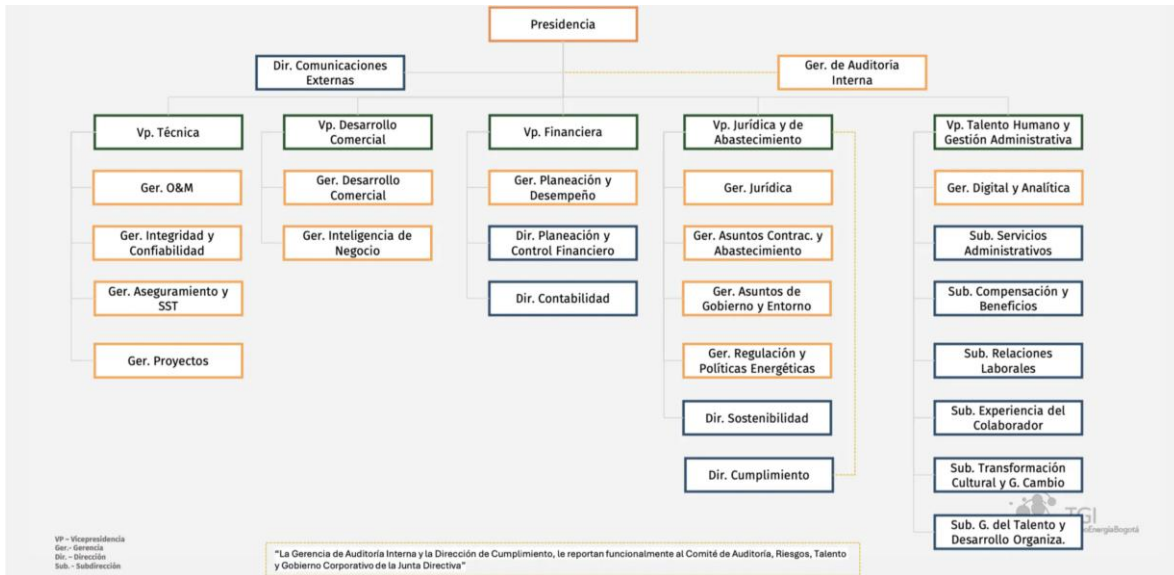 Presidencia
Dir. Comunicaciones
Externas
Ger. de Auditoría
Interna
Vp. Técnica
Ger. O&M
Ger. Integridad y
Confiabilidad
Ger. Aseguramiento y
SST
Ger. Proyectos
Vp. Desarrollo
Comercial
Ger. Desarrollo
Comercial
Ger. Inteligencia de
Negocio
Vp. Financiera
Ger. Planeación y
Desempeño
Dir. Planeación y
Control Financiero
Dir. Contabilidad
Vp. Jurídica y de
Abastecimiento
Ger. Jurídica
Ger. Asuntos Contrac. y
Abastecimiento
Ger. Asuntos de
Gobierno y Entorno
Ger. Regulación y
Políticas Energéticas
Dir. Sostenibilidad
Dir. Cumplimiento
Vp. Talento Humano y
Gestión Administrativa
Ger. Digital y Analítica
Sub. Servicios
Administrativos
Sub. Compensación y
Beneficios
Sub. Relaciones
Laborales
Sub. Experiencia del
Colaborador
Sub. Transformación
Cultural y G. Cambio
Sub. G. del Talento y
Desarrollo Organiza.
TGI
oEnergíaBogotá
VP – Vicepresidencia
Ger.- Gerencia
Dir. – Dirección
Sub. - Subdirección
"La Gerencia de Auditoría Interna y la Dirección de Cumplimiento, le reportan funcionalmente al Comité de Auditoría, Riesgos, Talento
y Gobierno Corporativo de la Junta Directiva"